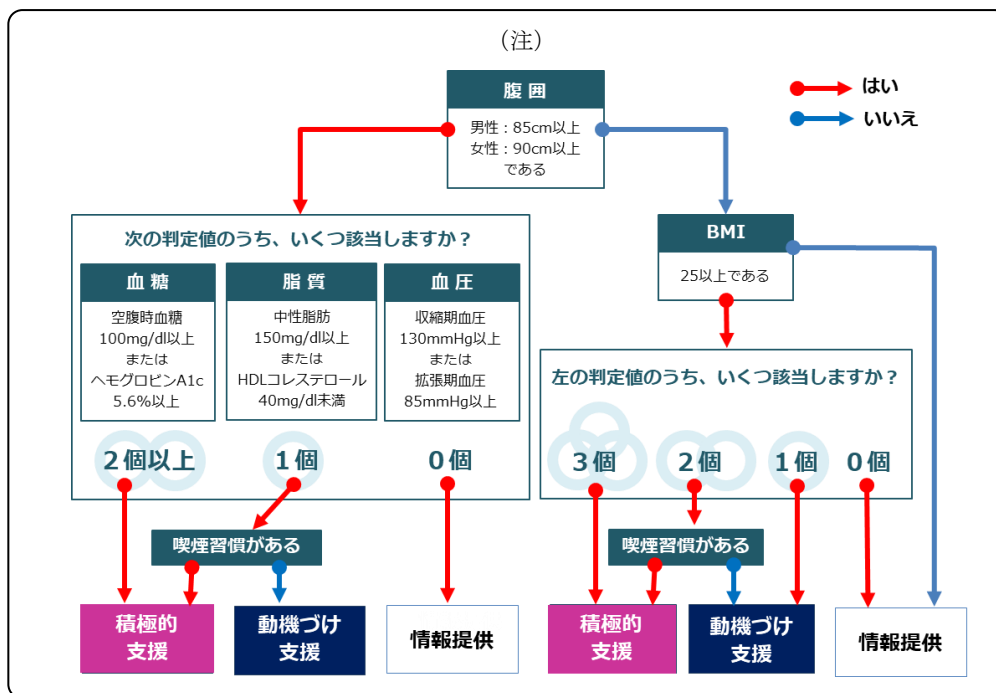 （注）
腹囲
男性：85cm以上
女性：90cm以上
である
はい
いいえ
次の判定値のうち、いくつ該当しますか？
血糖
空腹時血糖
100mg/dl以上
または
ヘモグロビンA1c
5.6%以上
脂質
中性脂肪
150mg/dl以上
または
HDLコレステロール
40mg/dl未満
血圧
収縮期血圧
130mmHg以上
または
拡張期血圧
85mmHg以上
2個以上
1個
0個
喫煙習慣がある
積極的
支援
動機づけ
支援
情報提供
BMI
25以上である
左の判定値のうち、いくつ該当しますか？
3個
2個
1個
0個
喫煙習慣がある
積極的
支援
動機づけ
支援
情報提供